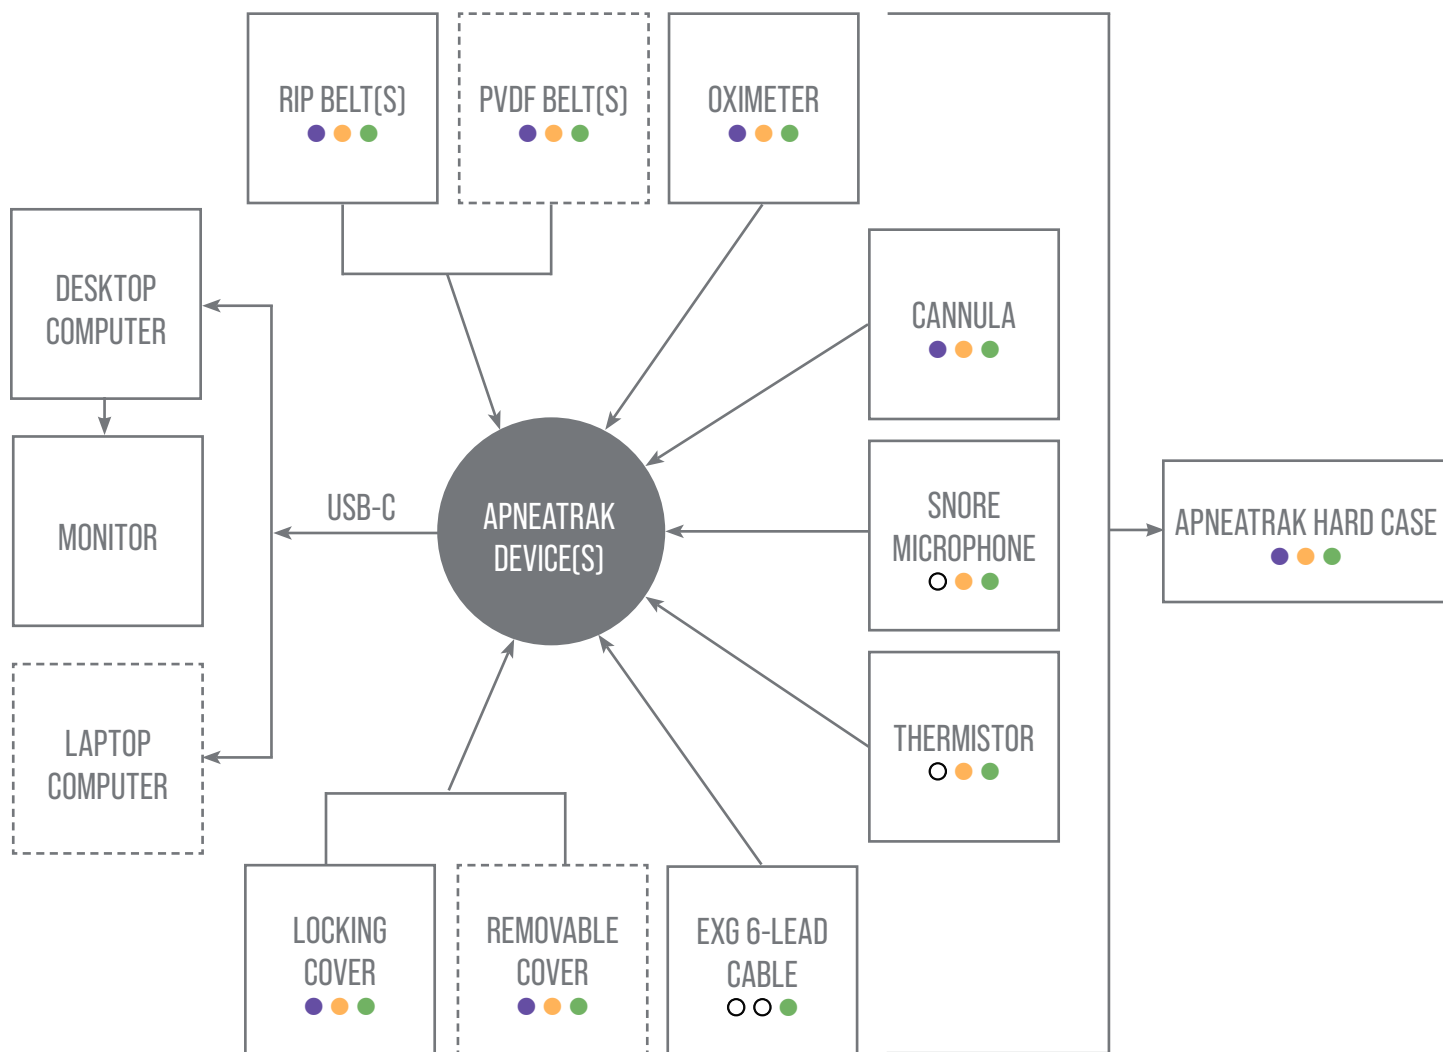 RIP BELT(S)
PVDF BELT(S)
OXIMETER
DESKTOP
COMPUTER
CANNULA
MONITOR
USB-C
APNEATRAK
DEVICE(S)
SNORE
MICROPHONE
APNEATRAK HARD CASE
LAPTOP
COMPUTER
THERMISTOR
LOCKING
COVER
REMOVABLE
COVER
EXG 6-LEAD
CABLE